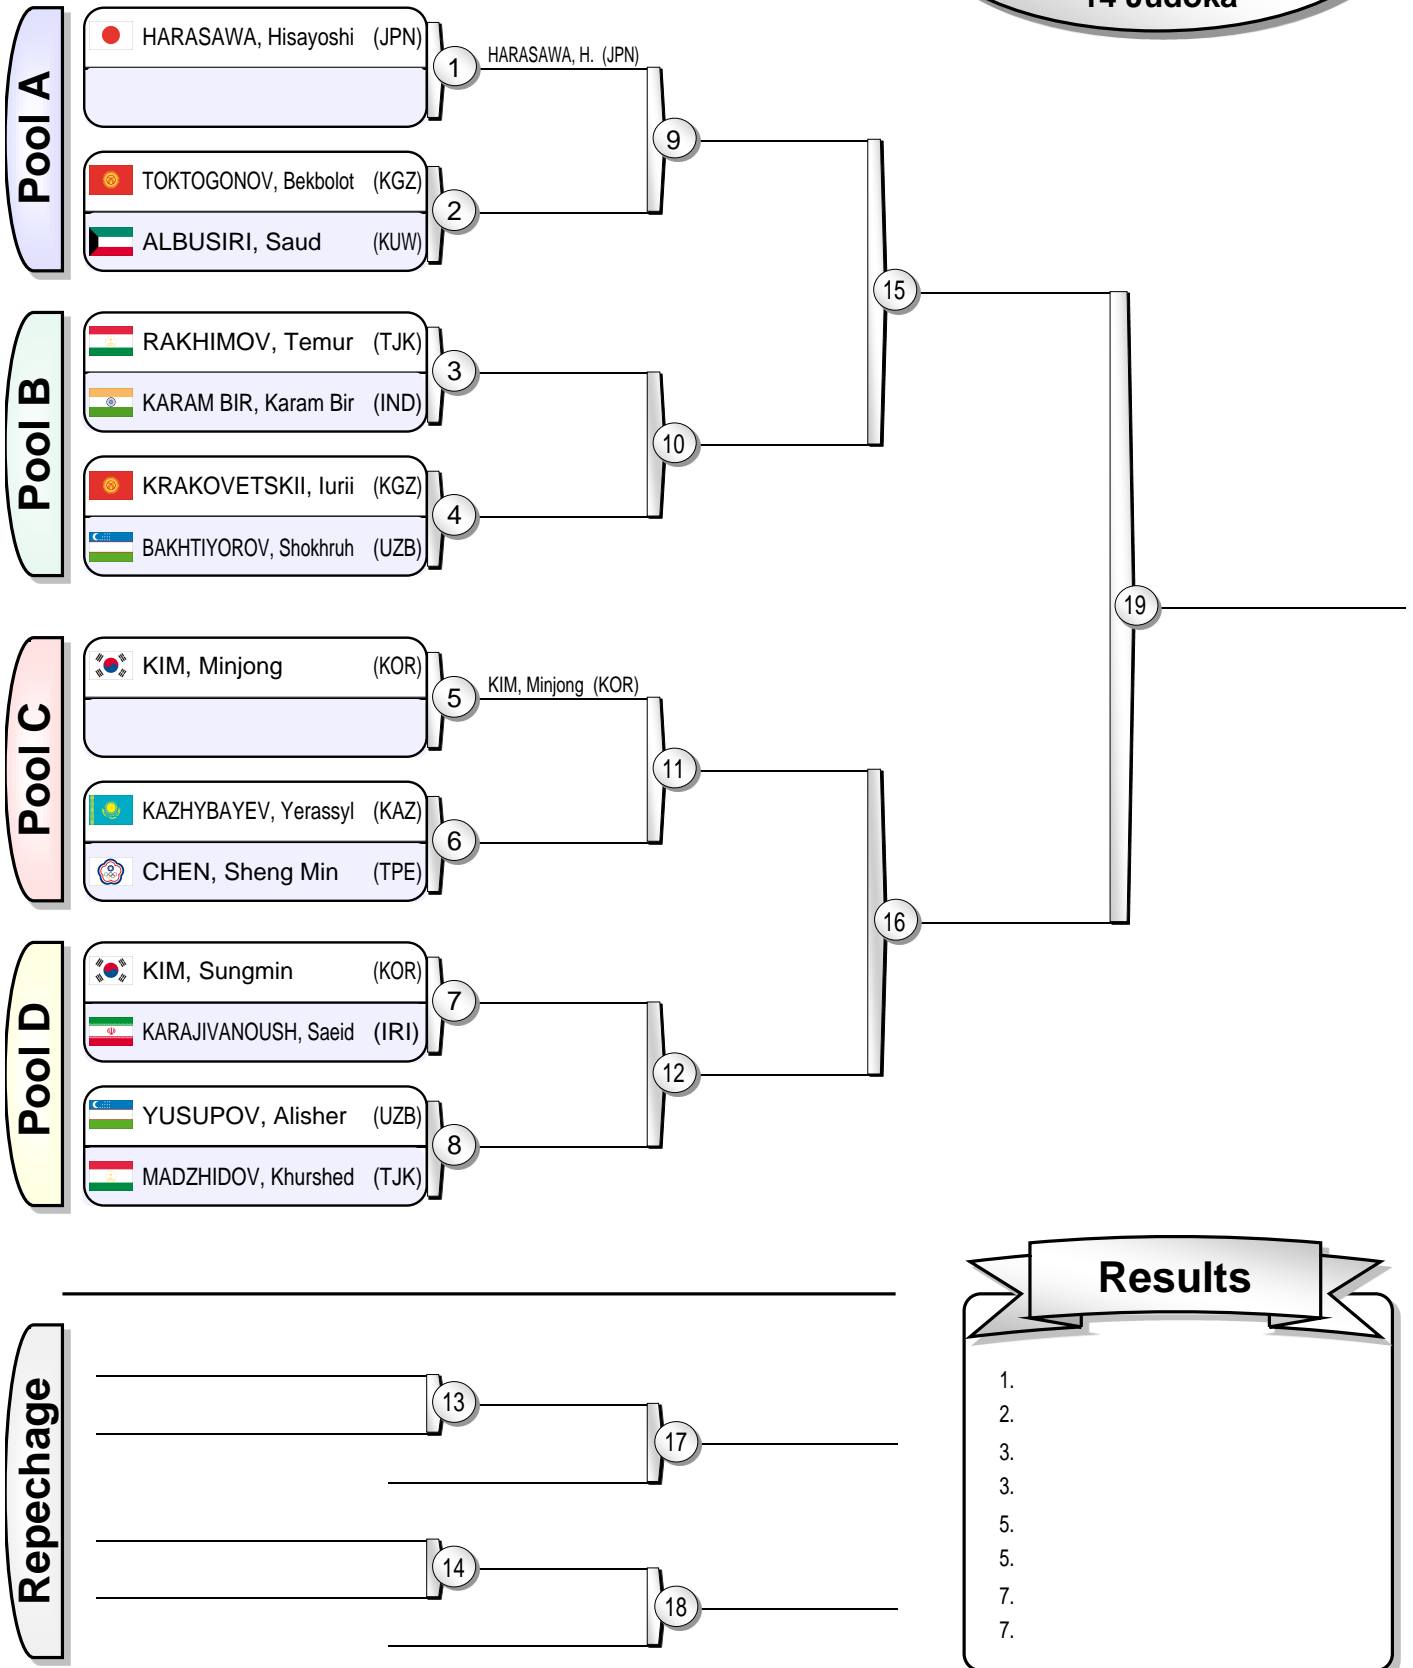 14 Judoka
Pool A
HARASAWA, Hisayoshi (JPN)
1
HARASAWA, H. (JPN)
9
TOKTOGONOV, Bekbolot (KGZ)
2
ALBUSIRI, Saud (KUW)
15
Pool B
RAKHIMOV, Temur (TJK)
3
KARAM BIR, Karam Bir (IND)
10
KRAKOVETSKII, Iurii (KGZ)
4
BAKHTIYOROV, Shokhruh (UZB)
19
Pool C
KIM, Minjong (KOR)
5
KIM, Minjong (KOR)
11
KAZHYBAYEV, Yerassyl (KAZ)
6
CHEN, Sheng Min (TPE)
16
Pool D
KIM, Sungmin (KOR)
7
KARAJIVANOUSH, Saeid (IRI)
12
YUSUPOV, Alisher (UZB)
8
MADZHIDOV, Khurshed (TJK)
Repechage
13
17
14
18
Results
1.
2.
3.
3.
5.
5.
7.
7.